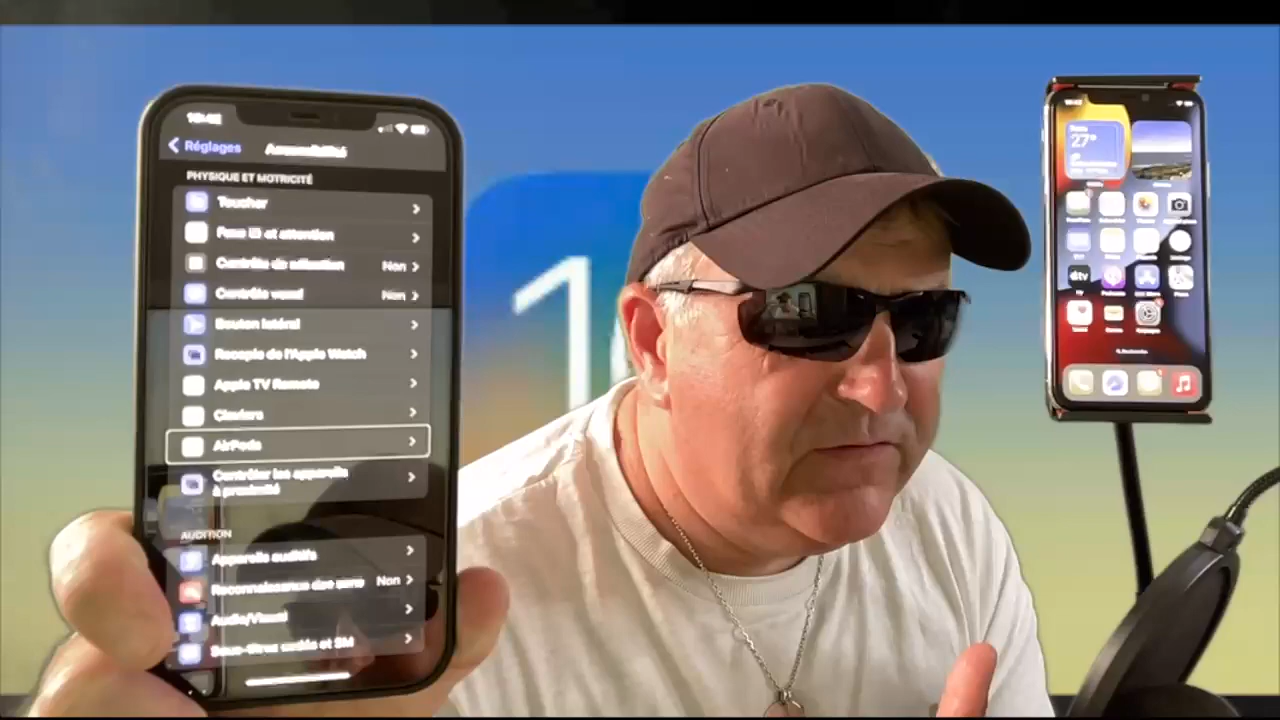 Réglages
Accessibilité
PHYSIQUE ET MOTRICITÉ
Toucher
Face ID et attention
Contrôle de sélection Non
Contrôle vocal Non
Bouton latéral
Recopie de l'Apple Watch
Apple TV Remote
Claviers
AirPods
Contrôler les appareils
à proximité
AUDITION
Appareils auditifs
Reconnaissance des sons Non
Audio/Visuel
Sous-titres codés et SM
1
27°
tv